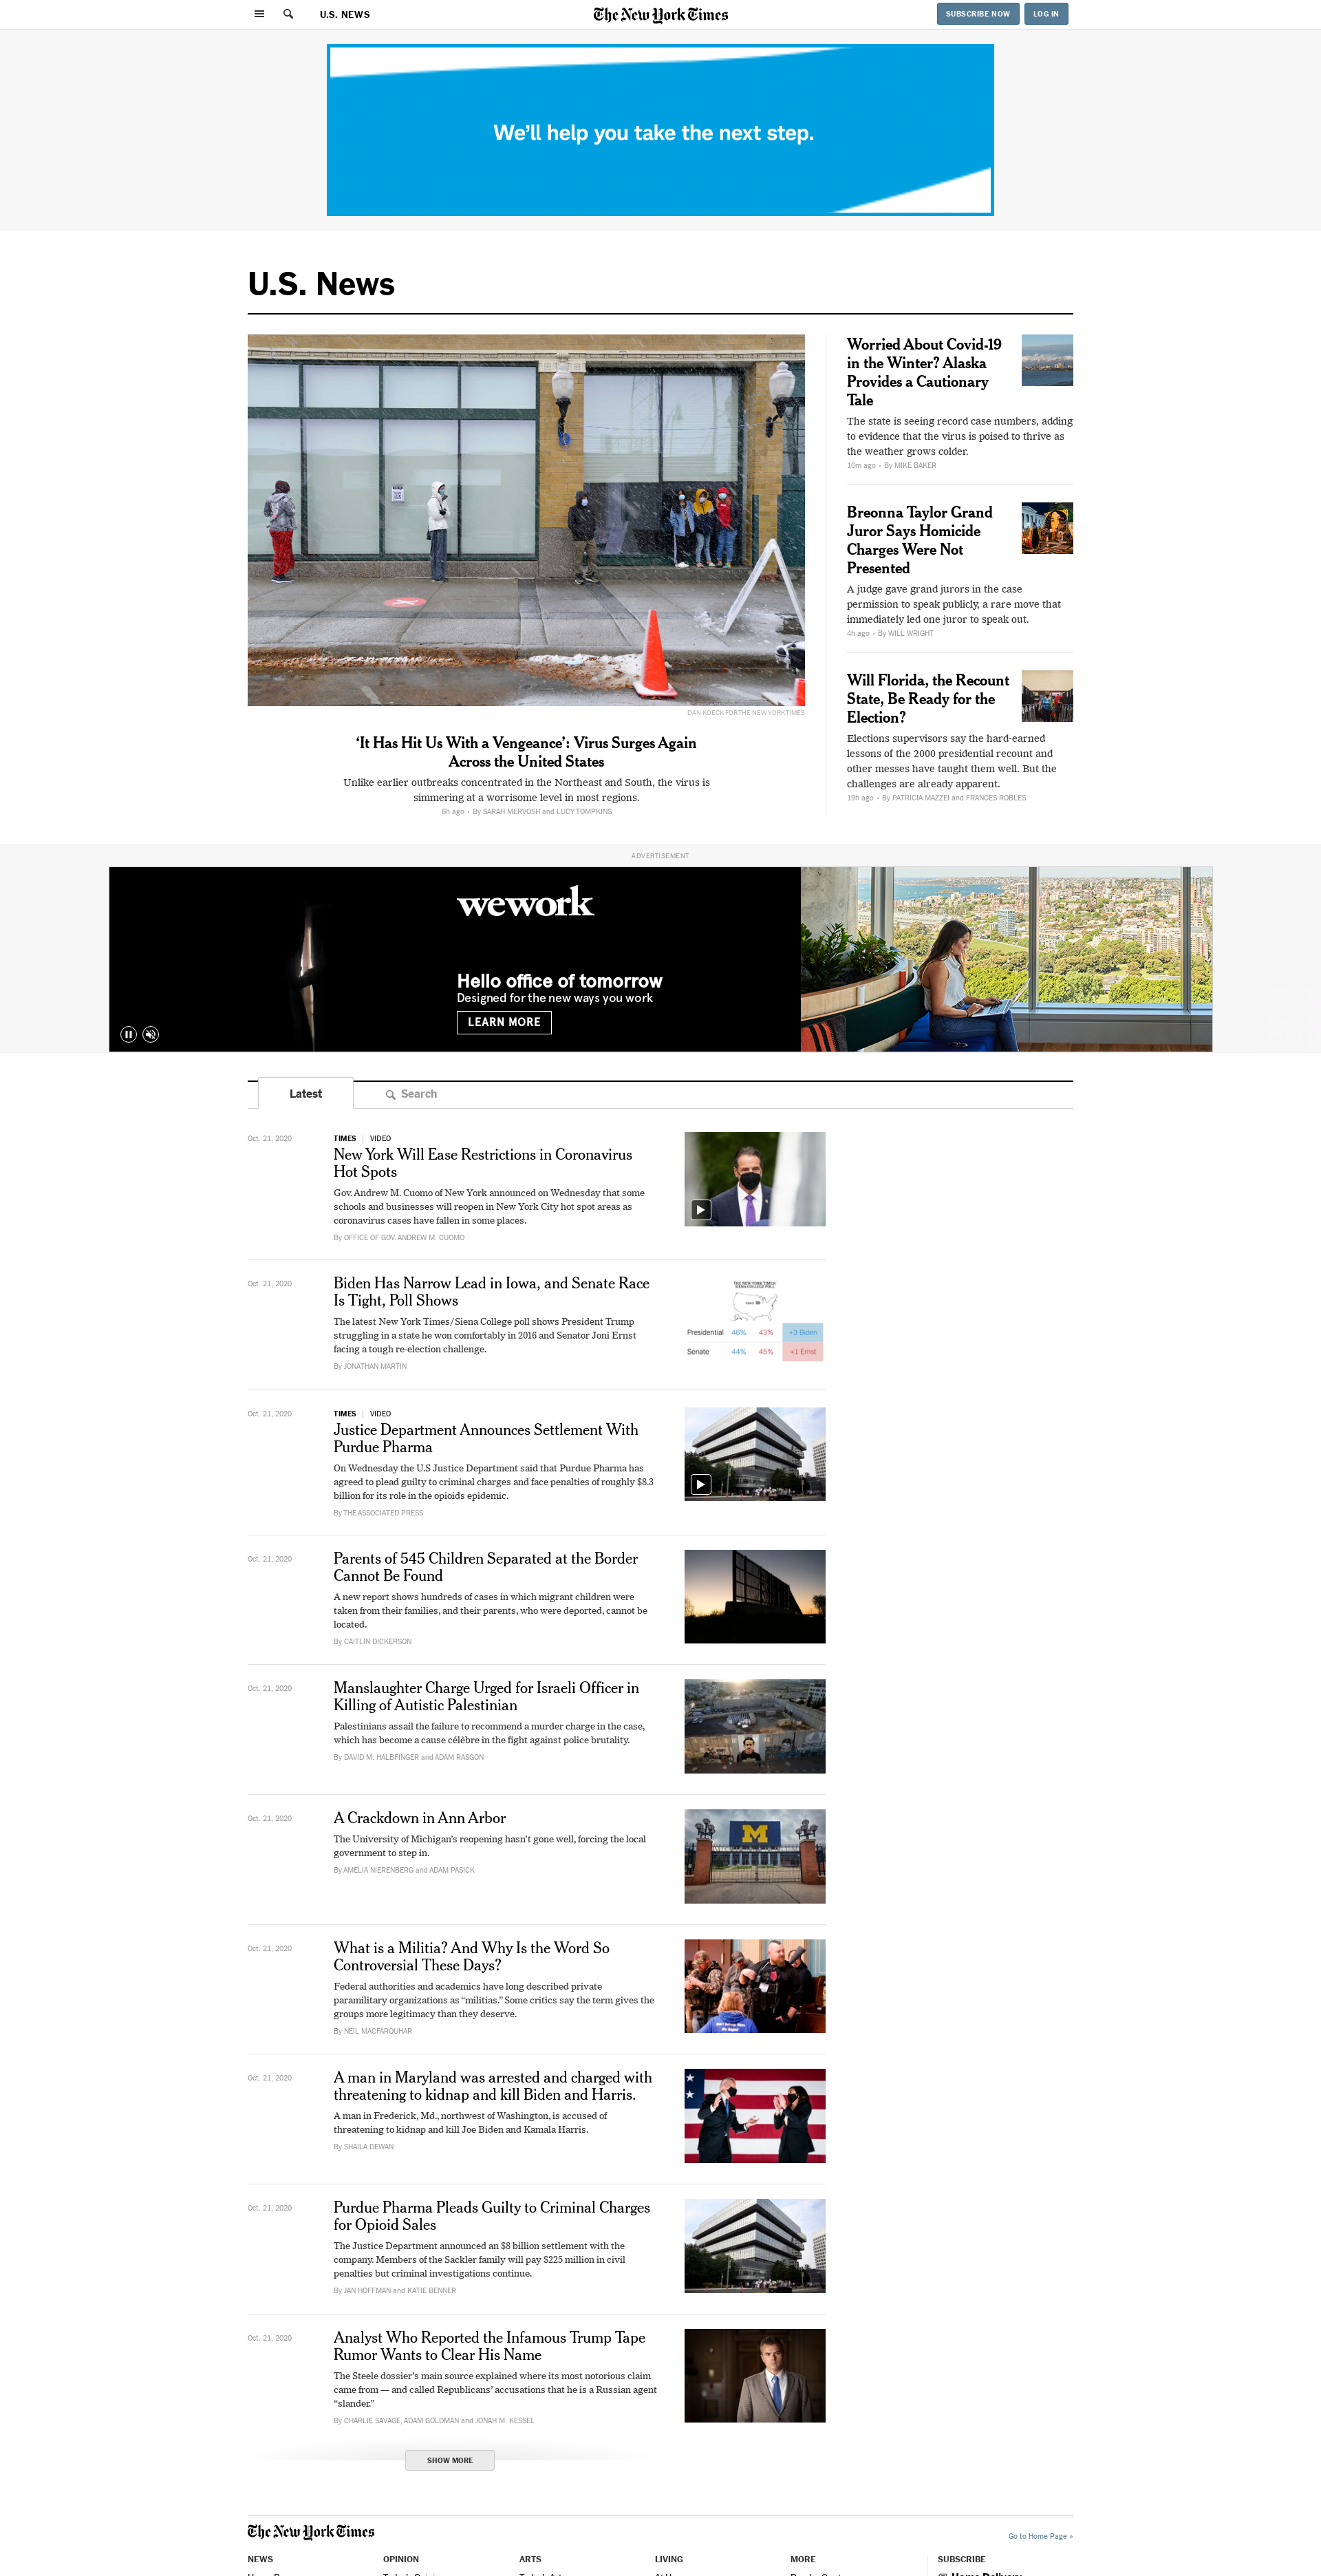 U.S. NEWS
The New York Times
SUBSCRIBE NOW
LOG IN
We'll help you take the next step.
U.S. News
DAN KOECK FOR THE NEW YORK TIMES
‘It Has Hit Us With a Vengeance’: Virus Surges Again
Across the United States
Unlike earlier outbreaks concentrated in the Northeast and South, the virus is
simmering at a worrisome level in most regions.
6h ago • By SARAH MERVOSH and LUCY TOMPKINS
Worried About Covid-19
in the Winter? Alaska
Provides a Cautionary
Tale
The state is seeing record case numbers, adding
to evidence that the virus is poised to thrive as
the weather grows colder.
10m ago • By MIKE BAKER
Breonna Taylor Grand
Juror Says Homicide
Charges Were Not
Presented
A judge gave grand jurors in the case
permission to speak publicly, a rare move that
immediately led one juror to speak out.
4h ago • By WILL WRIGHT
Will Florida, the Recount
State, Be Ready for the
Election?
Elections supervisors say the hard-earned
lessons of the 2000 presidential recount and
other messes have taught them well. But the
challenges are already apparent.
19h ago • By PATRICIA MAZZEI and FRANCES ROBLES
ADVERTISEMENT
wework
Hello office of tomorrow
Designed for the new ways you work
LEARN MORE
Latest
Search
Oct. 21, 2020
TIMES | VIDEO
New York Will Ease Restrictions in Coronavirus
Hot Spots
Gov. Andrew M. Cuomo of New York announced on Wednesday that some
schools and businesses will reopen in New York City hot spot areas as
coronavirus cases have fallen in some places.
By OFFICE OF GOV. ANDREW M. CUOMO
Oct. 21, 2020
Biden Has Narrow Lead in Iowa, and Senate Race
Is Tight, Poll Shows
The latest New York Times/Siena College poll shows President Trump
struggling in a state he won comfortably in 2016 and Senator Joni Ernst
facing a tough re-election challenge.
By JONATHAN MARTIN
THE NEW YORK TIMES/
SIENA COLLEGE POLL
Presidential 46% 43% +3 Biden
Senate 44% 45% +1 Ernst
Oct. 21, 2020
TIMES | VIDEO
Justice Department Announces Settlement With
Purdue Pharma
On Wednesday the U.S Justice Department said that Purdue Pharma has
agreed to plead guilty to criminal charges and face penalties of roughly $8.3
billion for its role in the opioids epidemic.
By THE ASSOCIATED PRESS
Oct. 21, 2020
Parents of 545 Children Separated at the Border
Cannot Be Found
A new report shows hundreds of cases in which migrant children were
taken from their families, and their parents, who were deported, cannot be
located.
By CAITLIN DICKERSON
Oct. 21, 2020
Manslaughter Charge Urged for Israeli Officer in
Killing of Autistic Palestinian
Palestinians assail the failure to recommend a murder charge in the case,
which has become a cause célèbre in the fight against police brutality.
By DAVID M. HALBFINGER and ADAM RASGON
Oct. 21, 2020
A Crackdown in Ann Arbor
The University of Michigan’s reopening hasn’t gone well, forcing the local
government to step in.
By AMELIA NIERENBERG and ADAM PASICK
M
Oct. 21, 2020
What is a Militia? And Why Is the Word So
Controversial These Days?
Federal authorities and academics have long described private
paramilitary organizations as “militias.” Some critics say the term gives the
groups more legitimacy than they deserve.
By NEIL MACFARQUHAR
Oct. 21, 2020
A man in Maryland was arrested and charged with
threatening to kidnap and kill Biden and Harris.
A man in Frederick, Md., northwest of Washington, is accused of
threatening to kidnap and kill Joe Biden and Kamala Harris.
By SHAILA DEWAN
Oct. 21, 2020
Purdue Pharma Pleads Guilty to Criminal Charges
for Opioid Sales
The Justice Department announced an $8 billion settlement with the
company. Members of the Sackler family will pay $225 million in civil
penalties but criminal investigations continue.
By JAN HOFFMAN and KATIE BENNER
Oct. 21, 2020
Analyst Who Reported the Infamous Trump Tape
Rumor Wants to Clear His Name
The Steele dossier’s main source explained where its most notorious claim
came from — and called Republicans’ accusations that he is a Russian agent
“slander.”
By CHARLIE SAVAGE, ADAM GOLDMAN and JONAH M. KESSEL
SHOW MORE
The New York Times
Go to Home Page »
NEWS
OPINION
ARTS
LIVING
MORE
SUBSCRIBE